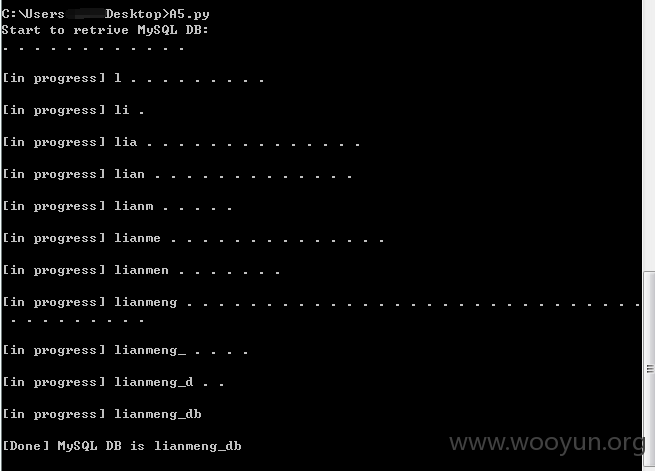 C:\Users Desktop>A5.py
Start to retrive MySQL DB:
. . . . . . . . . . . .
[in progress] l . . . . . . . . .
[in progress] li .
[in progress] lia . . . . . . . . . . . . . .
[in progress] lian . . . . . . . . . . . . .
[in progress] lianm . . . . .
[in progress] lianme . . . . . . . . . . . . . .
[in progress] lianmen . . . . . . .
[in progress] lianmeng . . . . . . . . . . . . . . . . . . . . . . . . . . . . .
. . . . . . . . .
[in progress] lianmeng_ . . . .
[in progress] lianmeng_d . .
[in progress] lianmeng_db
[Done] MySQL DB is lianmeng_db
www.wooyun.org